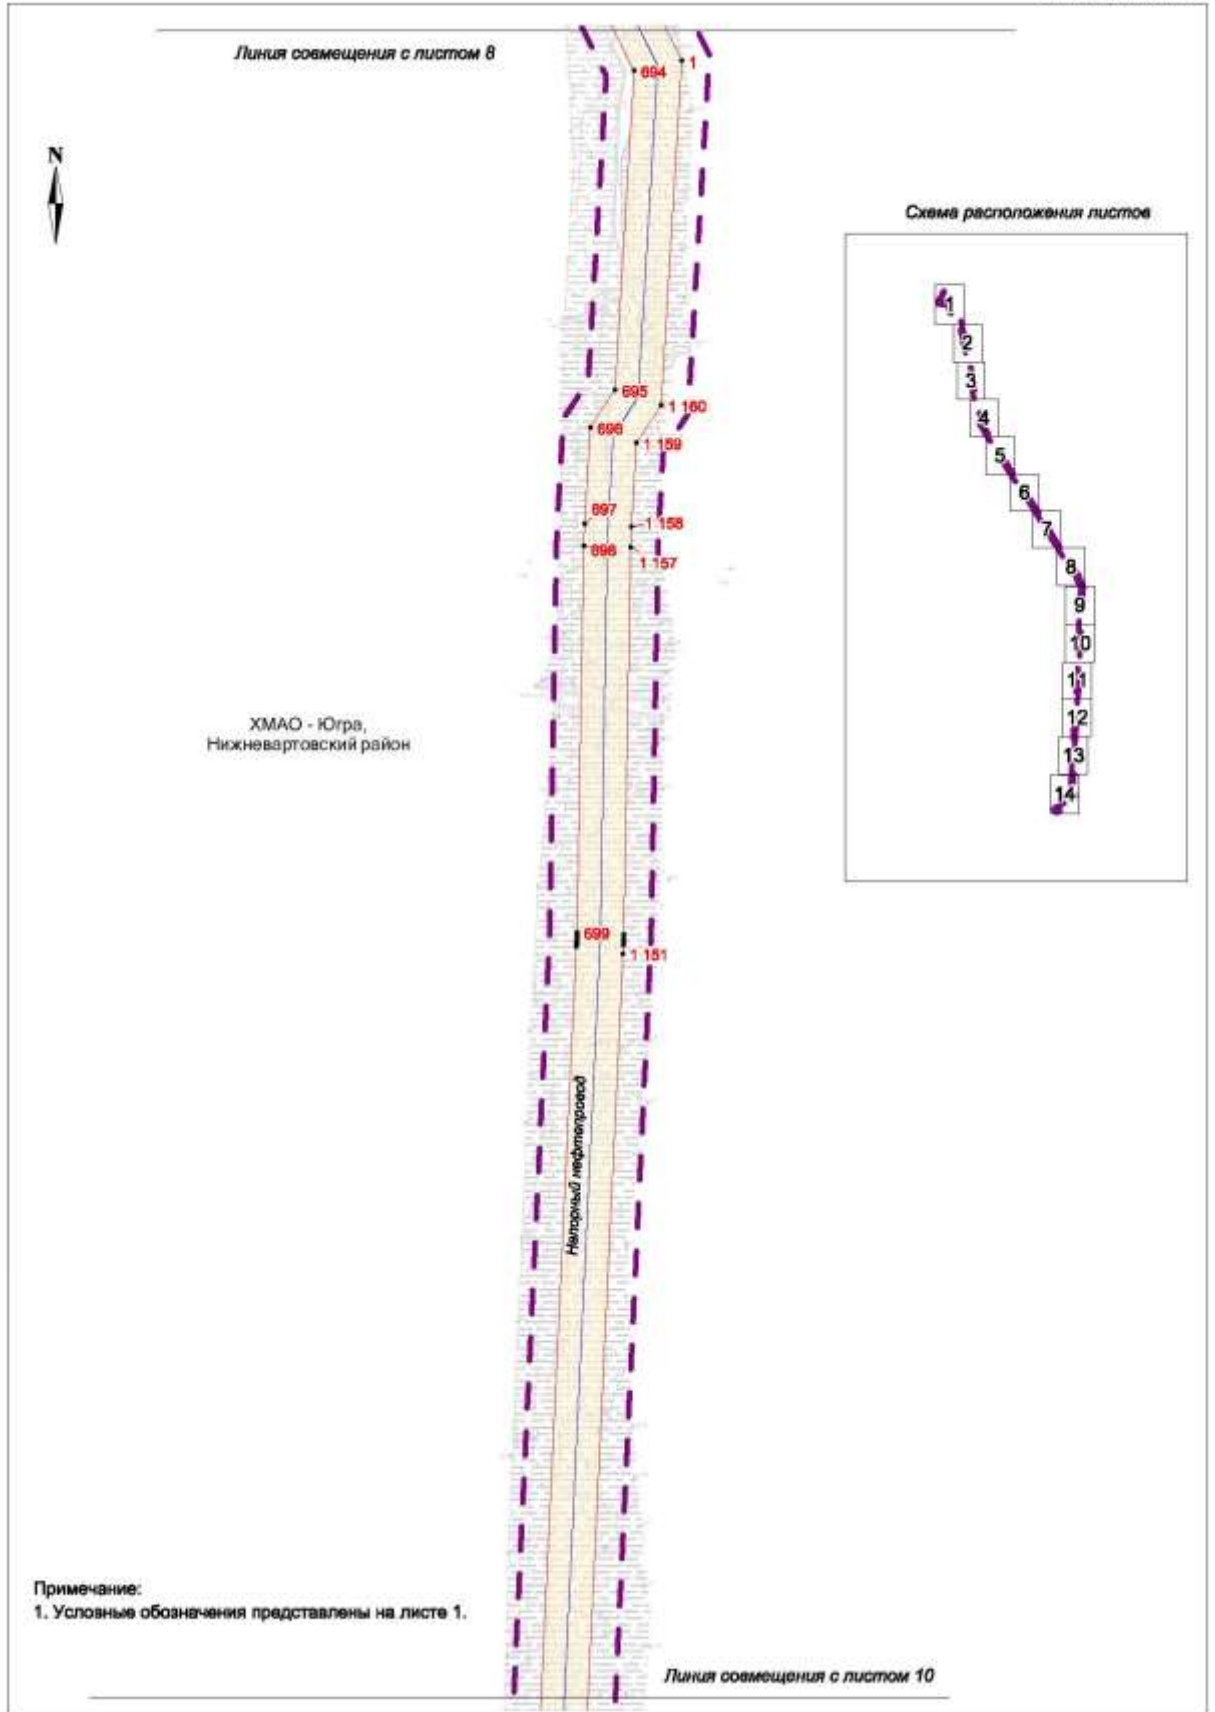 Линия совмещения с листом 8
694
1
N
Схема расположения листов
1
2
3
4
5
6
7
8
9
10
11
12
13
14
695
1 160
696
1 159
697
1 158
698
1 157
ХМАО - Югра,
Нижневартовский район
699
1 151
Напорный нефтепровод
Примечание:
1. Условные обозначения представлены на листе 1.
Линия совмещения с листом 10